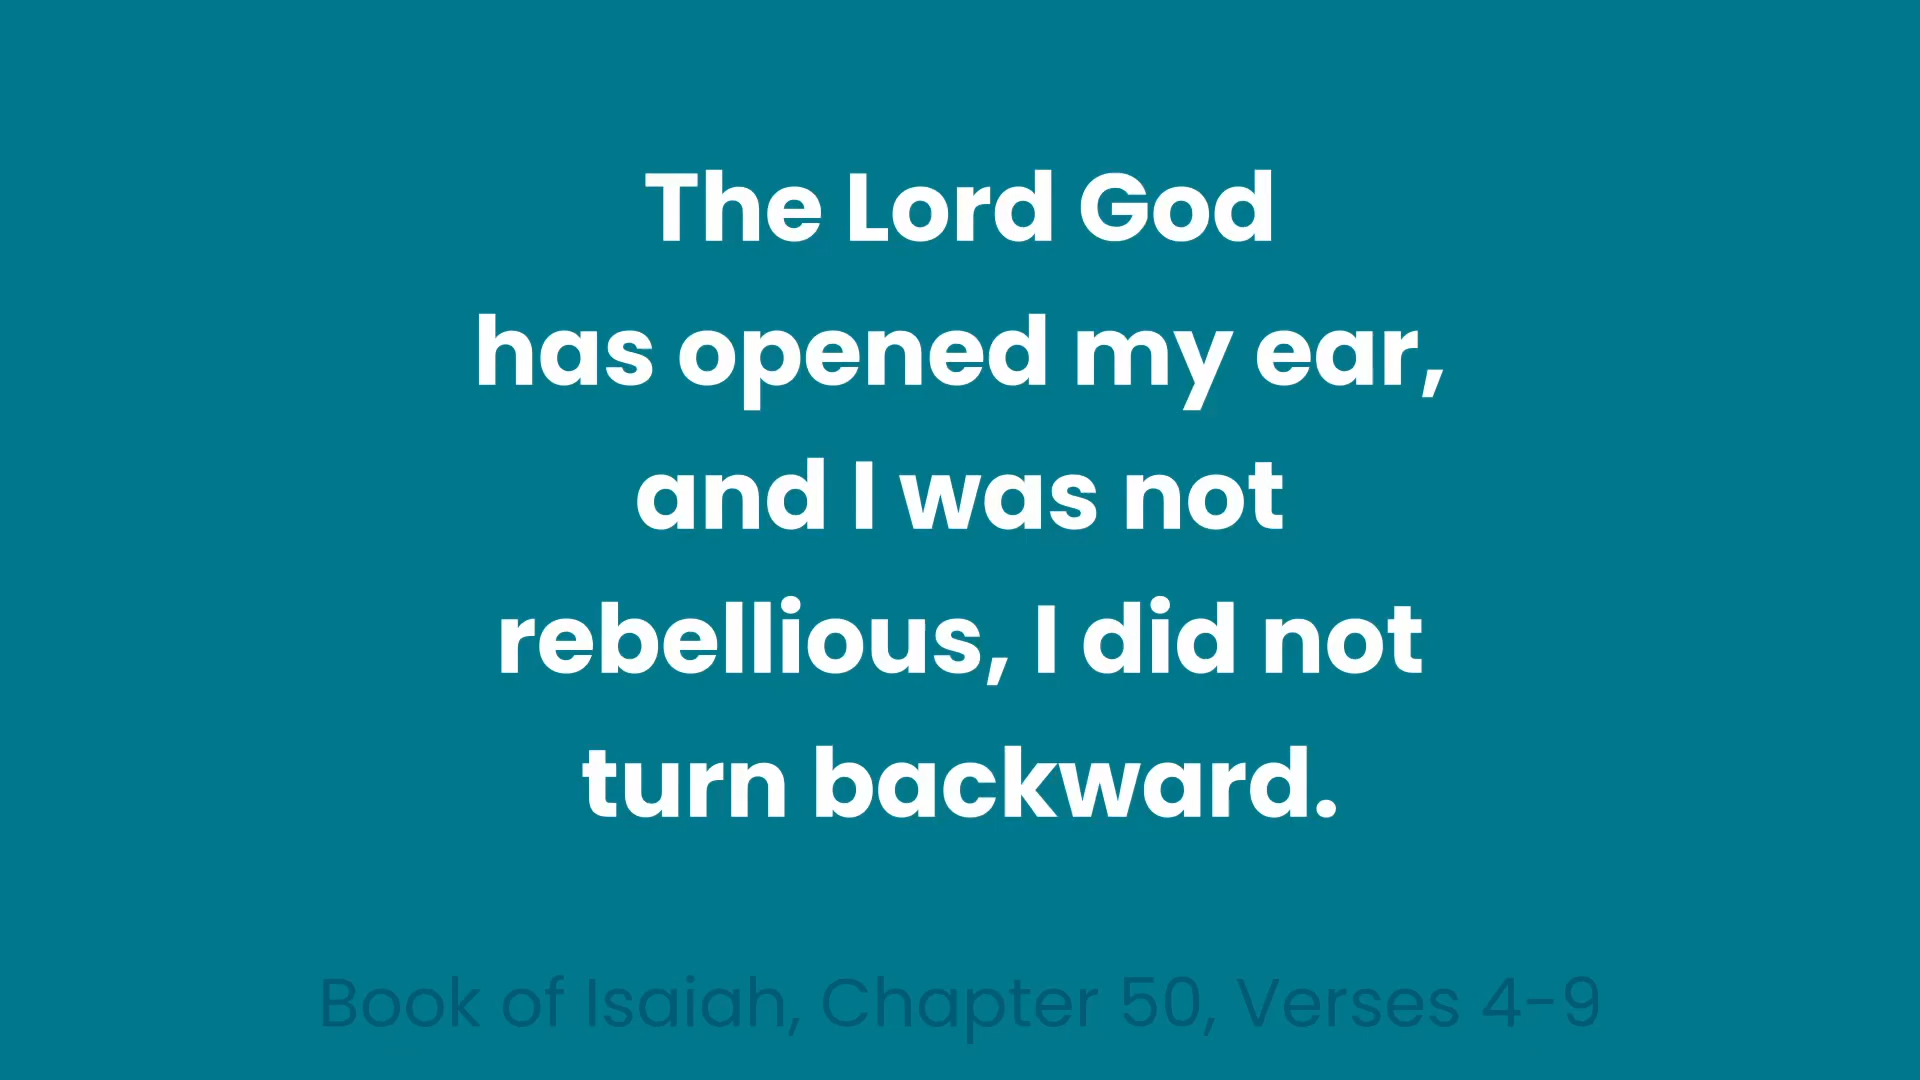 The Lord God
has opened my ear,
and I was not
rebellious, I did not
turn backward.
Book of Isaiah, Chapter 50, Verses 4-9